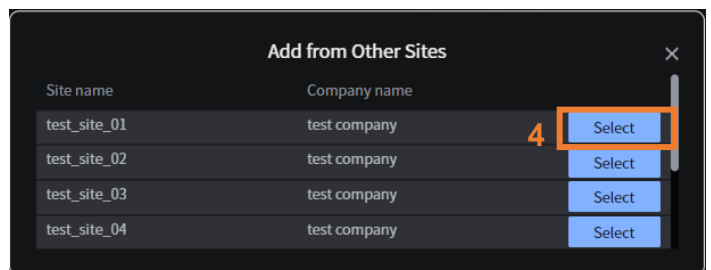 Add from Other Sites ×
Site name Company name
test_site_01 test company 4 Select
test_site_02 test company Select
test_site_03 test company Select
test_site_04 test company Select